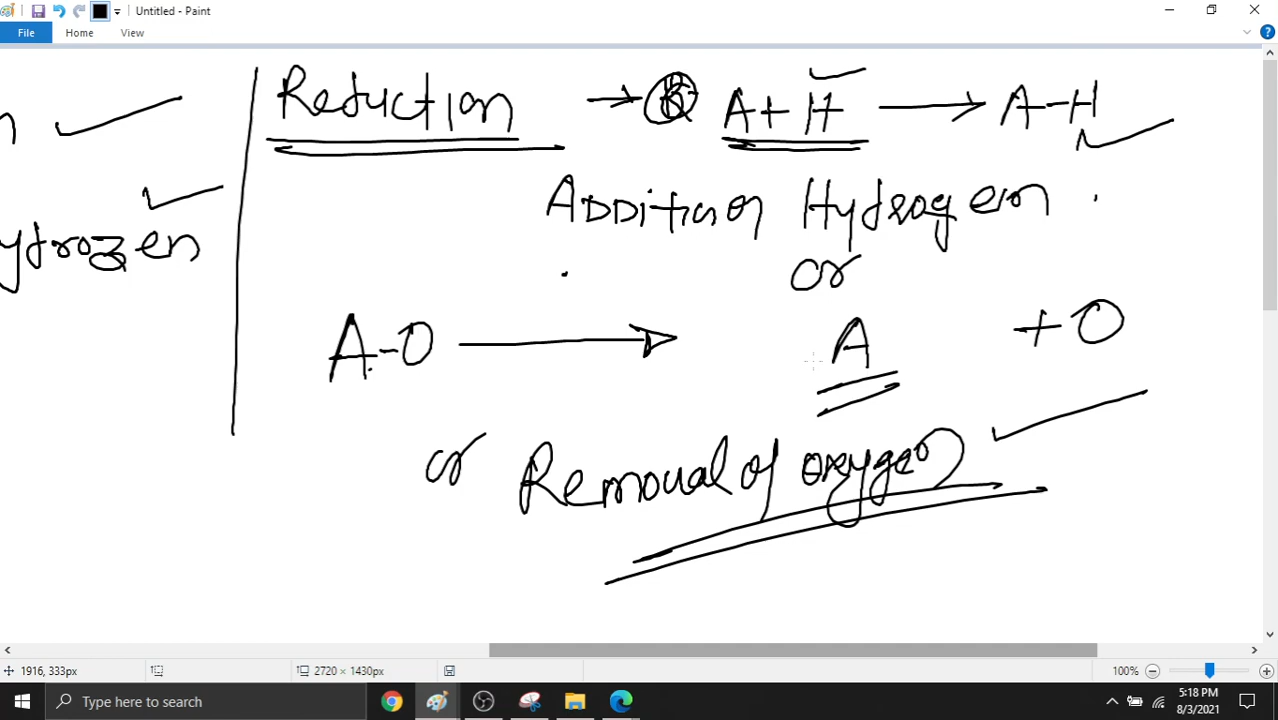 Untitled - Paint
File Home View
n
Reduction → A + H → A-H
Addition of Hydrogen .
ydrozen
or
A-O → A + O
or Removal of oxygen
1916, 333px
2720 × 1430px
100%
Type here to search
5:18 PM
8/3/2021